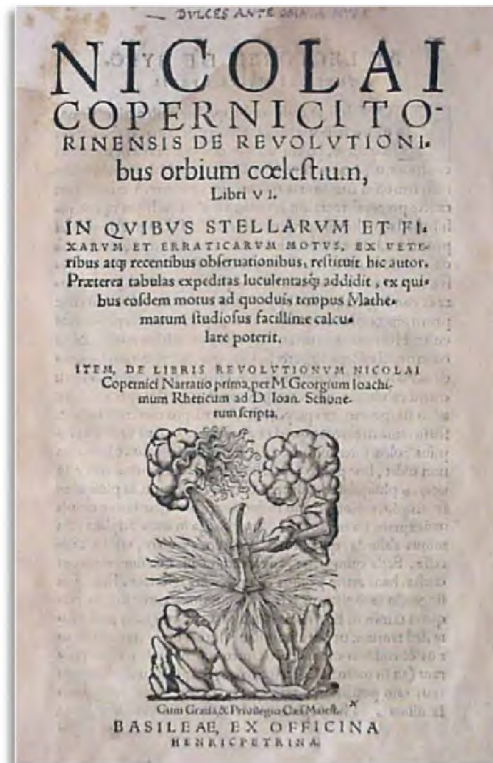 DULCES ANTE OMNIA
NICOLAI
COPERNICI TO-
RINENSIS DE REVOLVTIONI-
bus orbium cœlestium,
Libri VI.
IN QVIBVS STELLARVM ET FI-
XARVM ET ERRATICARVM MOTVS, EX VETE-
ribus atq; recentibus obseruationibus, restituit hic autor.
Præterea tabulas expeditas luculentasq; addidit, ex qui-
bus eosdem motus ad quoduis tempus Mathe-
matum studiosus facillime calcu-
lare poterit.
ITEM, DE LIBRIS REVOLVTIONVM NICOLAI
Copernici Narratio prima, per M. Georgium Ioachi-
mum Rheticum ad D. Ioan. Schone-
rum scripta.
Cum Gratia & Priuilegio Cæs. Maiest.
BASILEAE, EX OFFICINA
HENRICPETRINA.